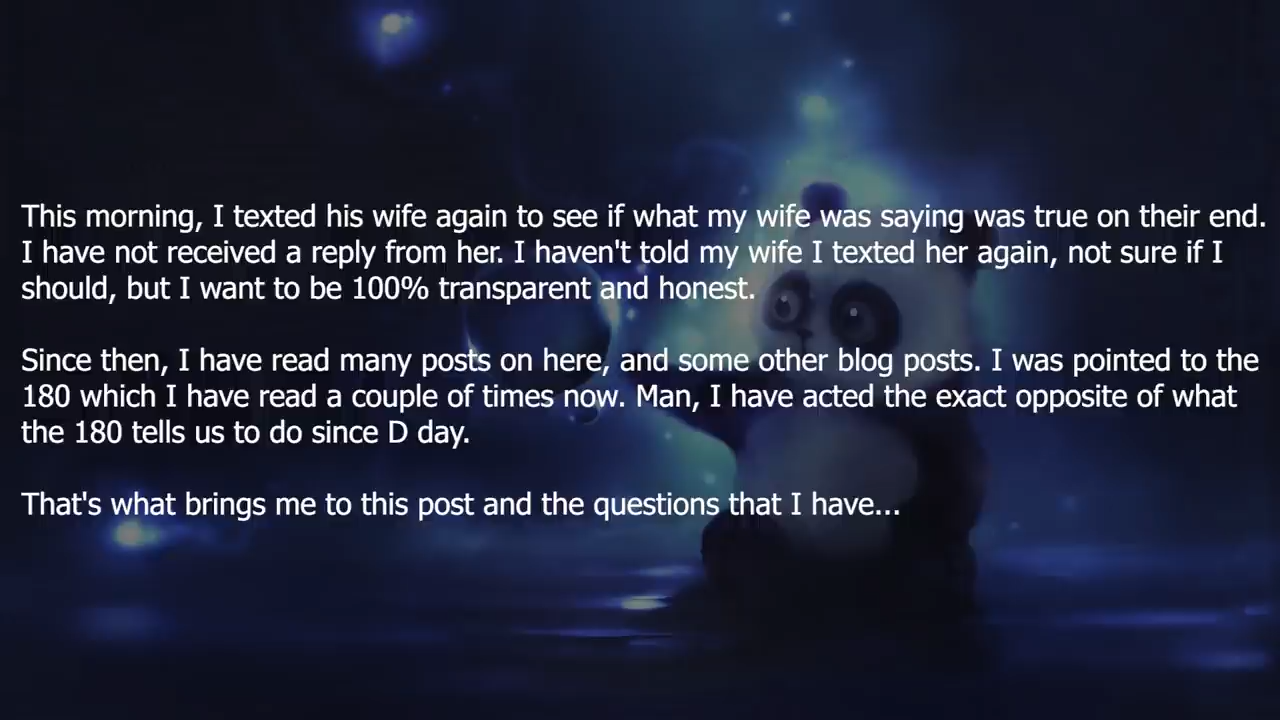 This morning, I texted his wife again to see if what my wife was saying was true on their end.
I have not received a reply from her. I haven't told my wife I texted her again, not sure if I
should, but I want to be 100% transparent and honest.
Since then, I have read many posts on here, and some other blog posts. I was pointed to the
180 which I have read a couple of times now. Man, I have acted the exact opposite of what
the 180 tells us to do since D day.
That's what brings me to this post and the questions that I have...